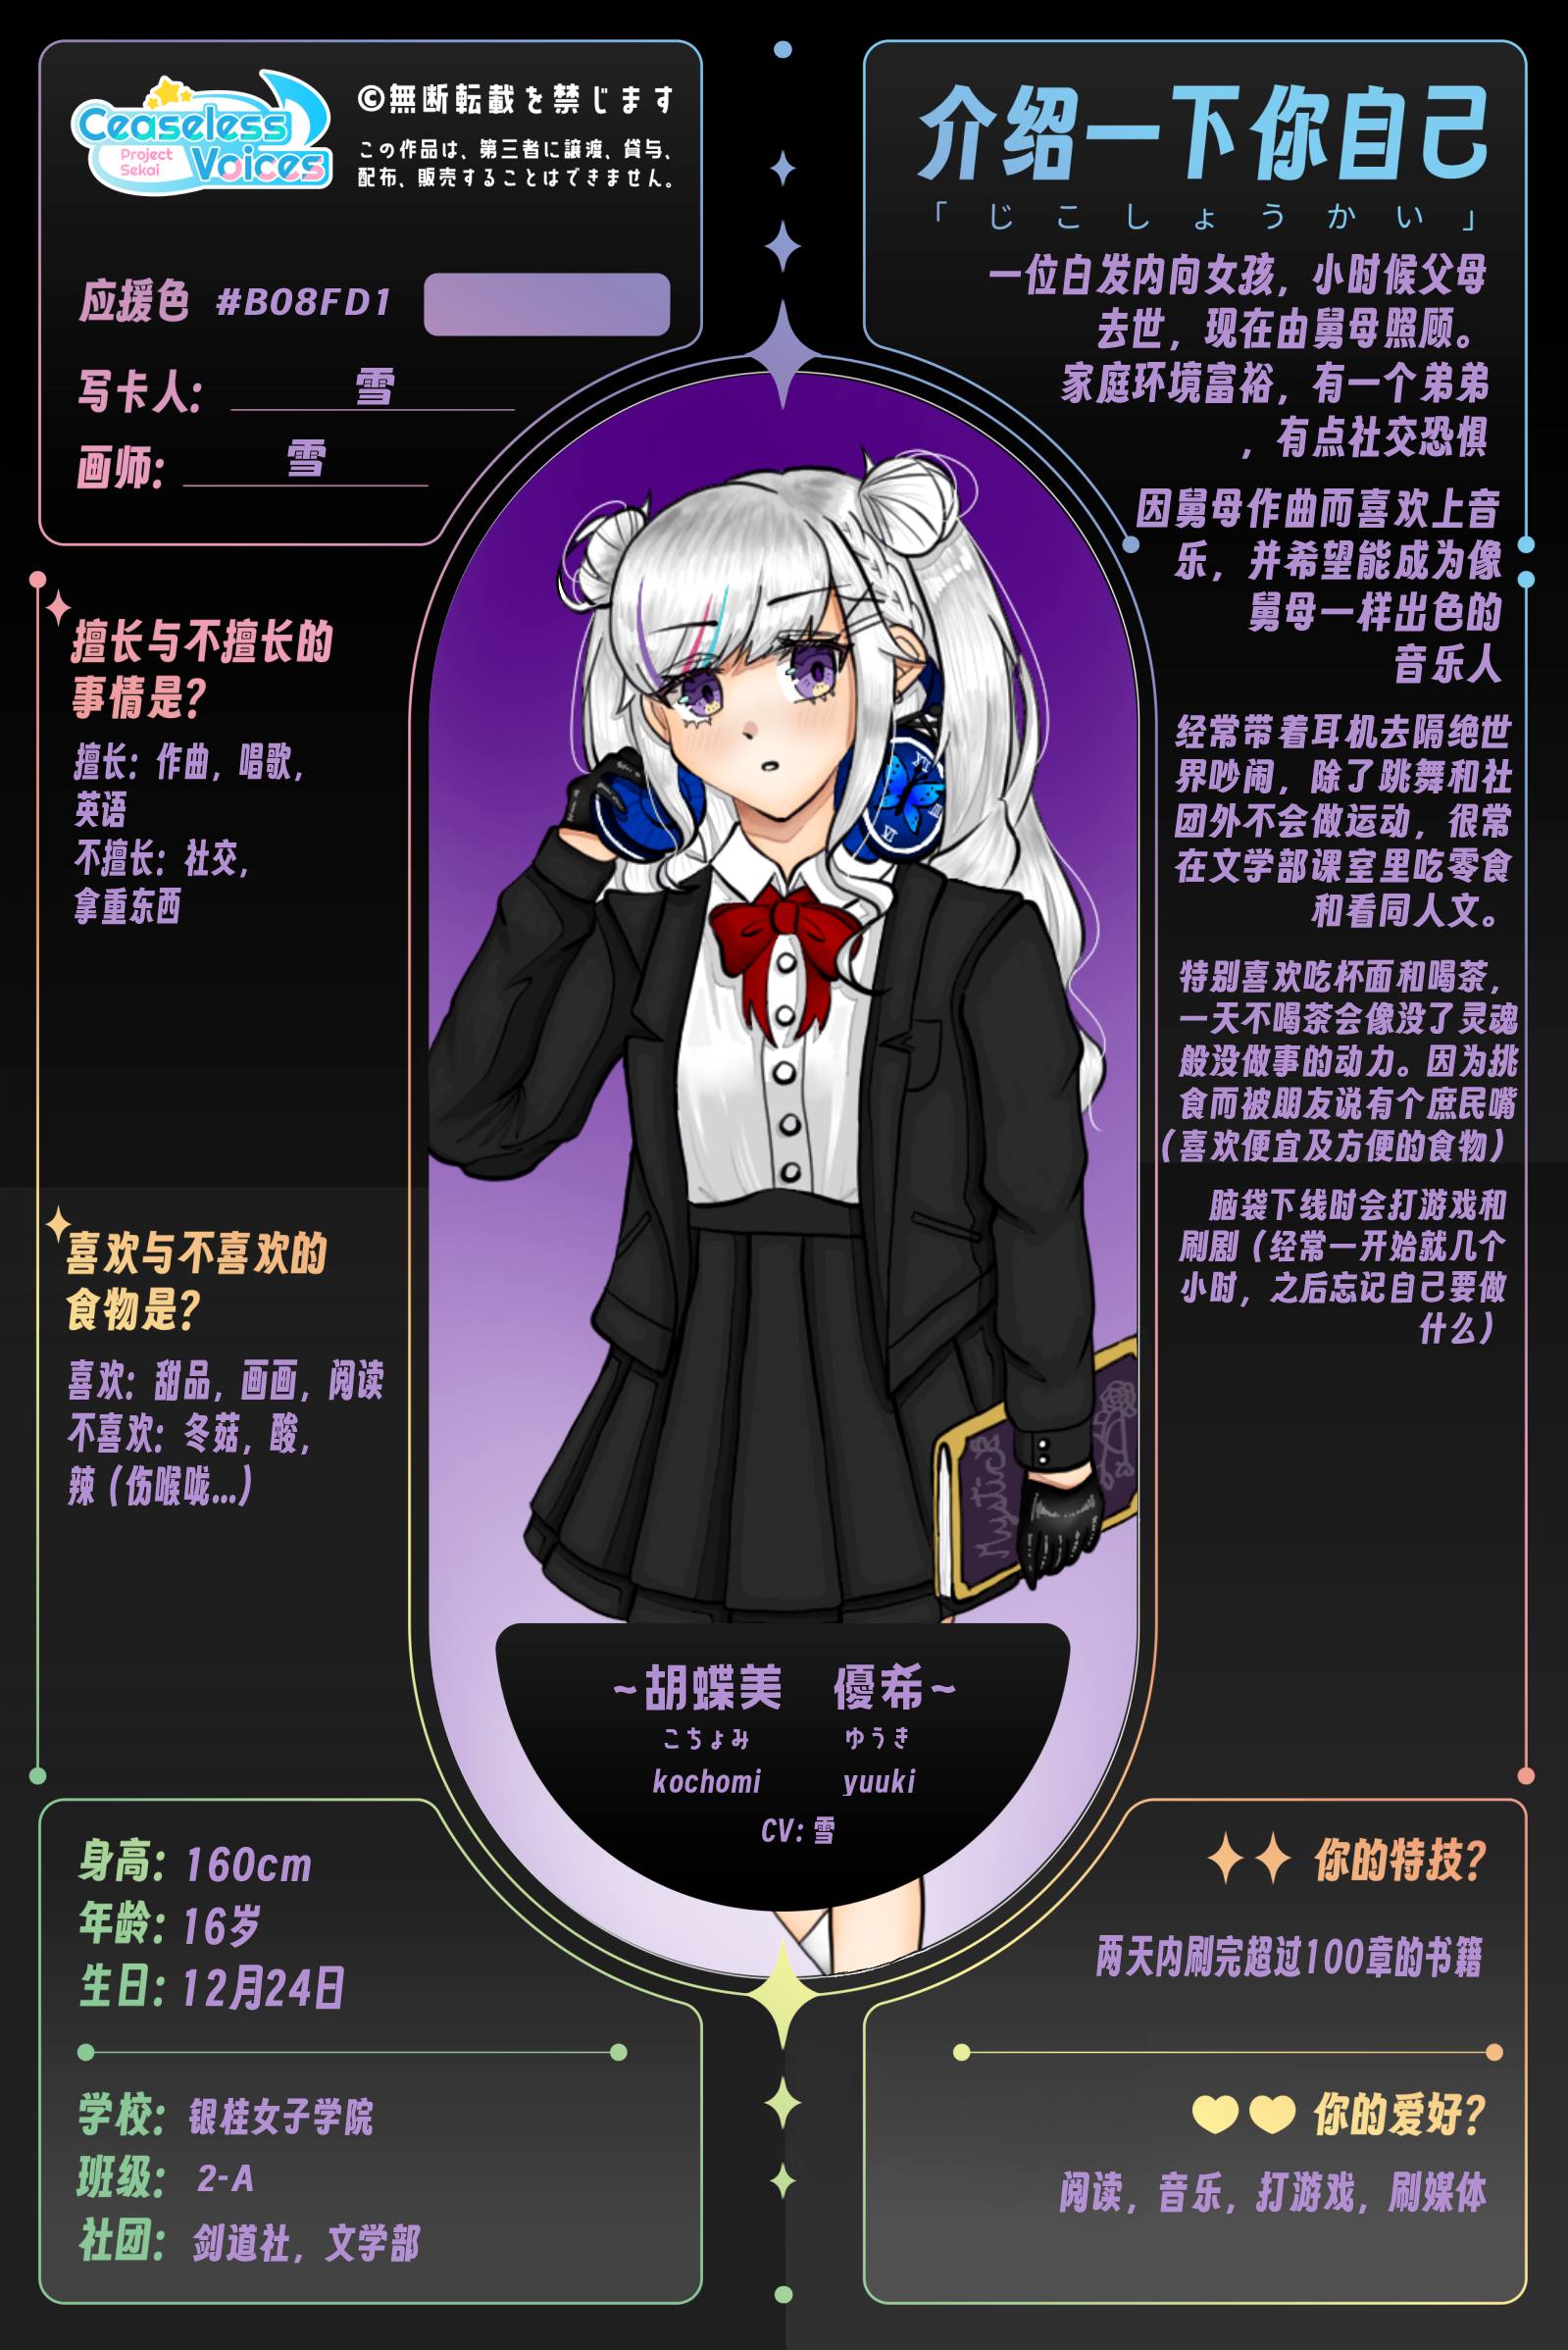 Ceaseless
Voices
Project
Sekai
©無断転載を禁じます
この作品は、第三者に譲渡、貸与、
配布、販売することはできません。
应援色 #B08FD1
写卡人: 雪
画师: 雪
介绍一下你自己
「じこしょうかい」
一位白发内向女孩，小时候父母
去世，现在由舅母照顾。
家庭环境富裕，有一个弟弟
，有点社交恐惧
因舅母作曲而喜欢上音
乐，并希望能成为像
舅母一样出色的
音乐人
经常带着耳机去隔绝世
界吵闹，除了跳舞和社
团外不会做运动，很常
在文学部课室里吃零食
和看同人文。
特别喜欢吃杯面和喝茶，
一天不喝茶会像没了灵魂
般没做事的动力。因为挑
食而被朋友说有个庶民嘴
（喜欢便宜及方便的食物）
脑袋下线时会打游戏和
刷剧（经常一开始就几个
小时，之后忘记自己要做
什么）
擅长与不擅长的
事情是?
擅长: 作曲，唱歌，
英语
不擅长: 社交，
拿重东西
喜欢与不喜欢的
食物是?
喜欢: 甜品，画画，阅读
不喜欢: 冬菇，酸，
辣（伤喉咙...）
VI
III
VI
Mystics
~胡蝶美 優希~
こちょみ ゆうき
kochomi yuuki
CV: 雪
身高: 160cm
年龄: 16岁
生日: 12月24日
学校: 银桂女子学院
班级: 2-A
社团: 剑道社，文学部
你的特技?
两天内刷完超过100章的书籍
你的爱好?
阅读，音乐，打游戏，刷媒体